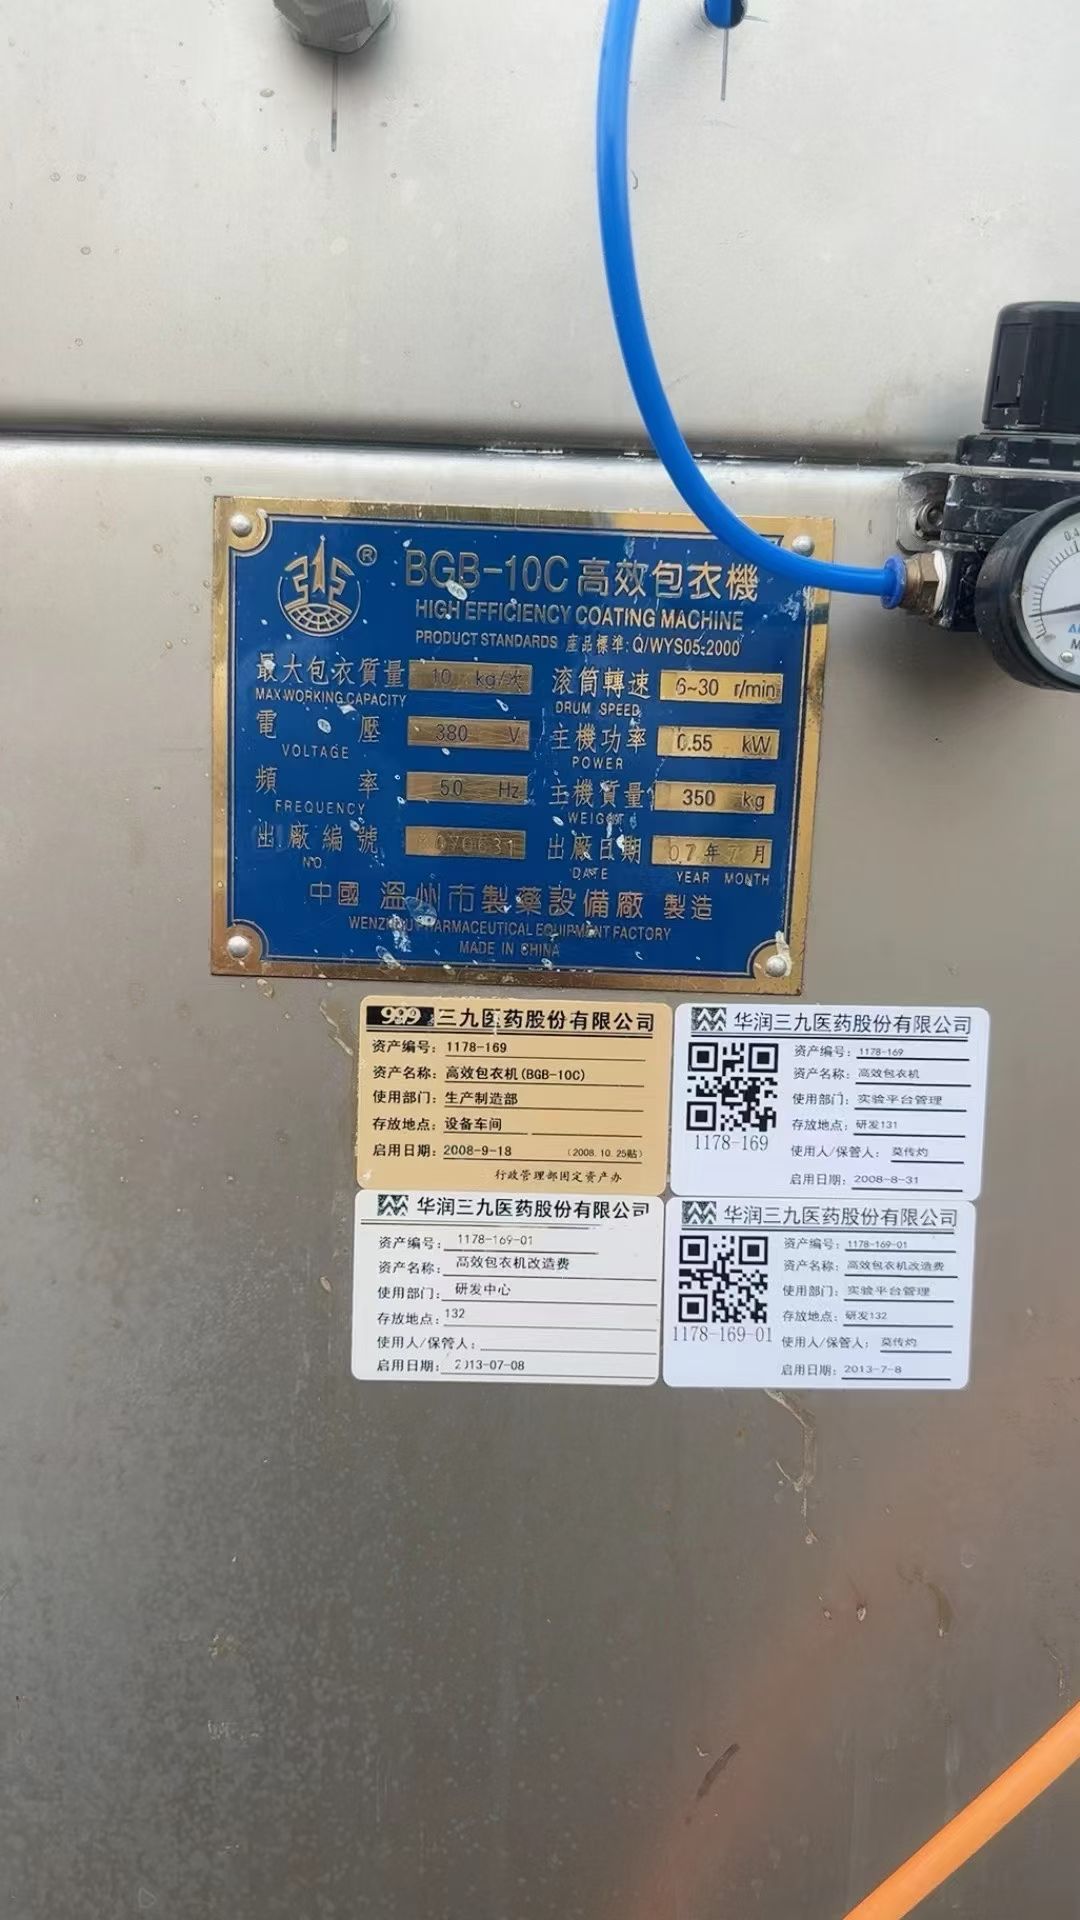 ®
BGB-10C 高效包衣機
HIGH EFFICIENCY COATING MACHINE
PRODUCT STANDARDS 産品標準: Q/WYS05-2000
最大包衣質量 10 kg/次 滚筒轉速 6~30 r/min
MAX WORKING CAPACITY DRUM SPEED
電壓 380 V 主機功率 0.55 kW
VOLTAGE POWER
頻率 50 Hz 主機質量 350 kg
FREQUENCY WEIGHT
出廠編號 070631 出廠日期 07年7月
NO. DATE YEAR MONTH
中國 溫州市製藥設備廠 製造
WENZHOU PHARMACEUTICAL EQUIPMENT FACTORY
MADE IN CHINA
999 三九医药股份有限公司
资产编号: 1178-169
资产名称: 高效包衣机(BGB-10C)
使用部门: 生产制造部
存放地点: 设备车间
启用日期: 2008-9-18 (2008.10.25贴)
行政管理部固定资产办
华润三九医药股份有限公司
资产编号: 1178-169
资产名称: 高效包衣机
使用部门: 实验平台管理
存放地点: 研发131
使用人/保管人: 莫传灼
启用日期: 2008-8-31
1178-169
华润三九医药股份有限公司
资产编号: 1178-169-01
资产名称: 高效包衣机改造费
使用部门: 研发中心
存放地点: 132
使用人/保管人:
启用日期: 2013-07-08
华润三九医药股份有限公司
资产编号: 1178-169-01
资产名称: 高效包衣机改造费
使用部门: 实验平台管理
存放地点: 研发132
使用人/保管人: 莫传灼
启用日期: 2013-7-8
1178-169-01
0.4